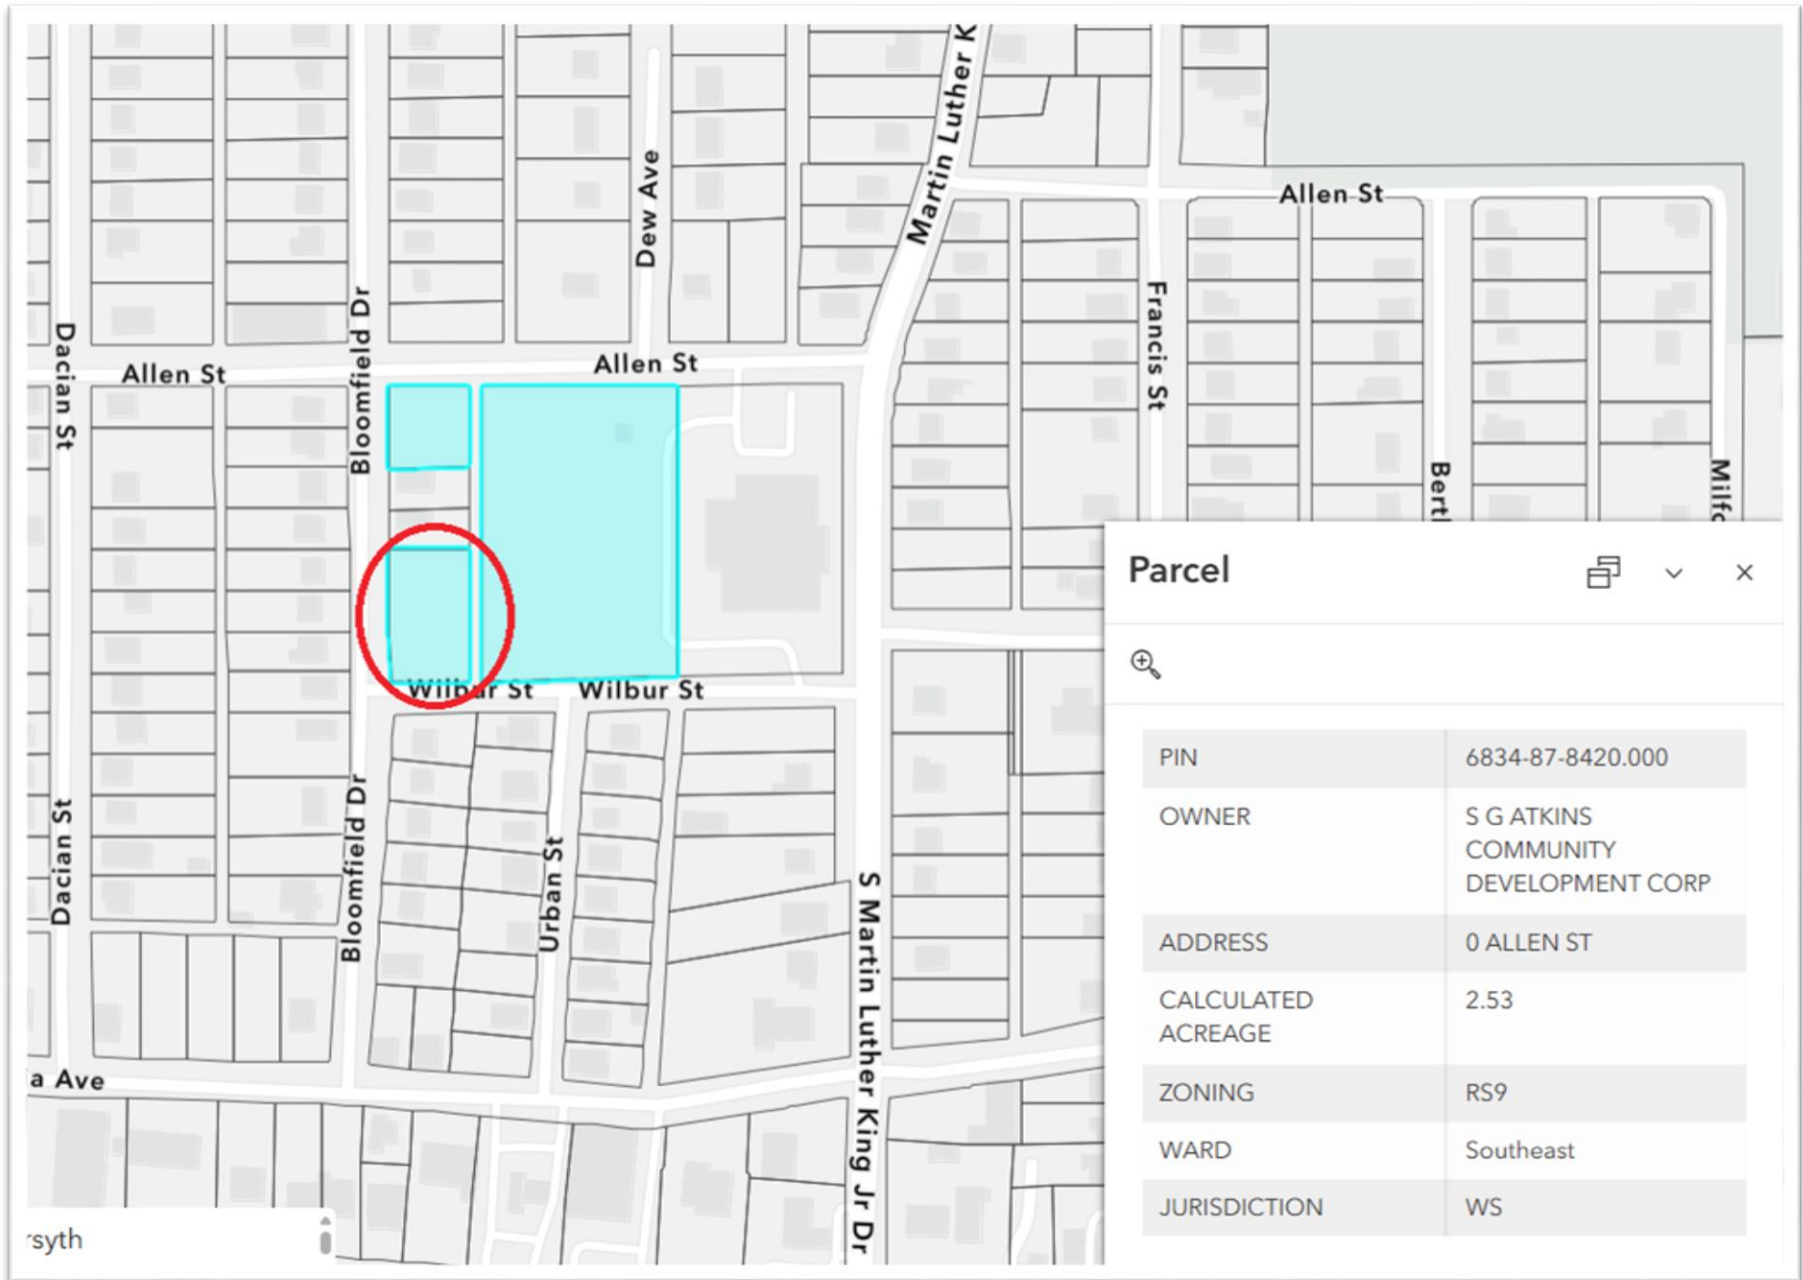 Martin Luther K
Dew Ave
Allen St
Dacian St
Bloomfield Dr
Francis St
Allen St
Allen St
Bertl
Milfo
Wilbur St
Wilbur St
Dacian St
Bloomfield Dr
Urban St
S Martin Luther King Jr Dr
ia Ave
rsyth
Parcel
PIN 6834-87-8420.000
OWNER S G ATKINS
COMMUNITY
DEVELOPMENT CORP
ADDRESS 0 ALLEN ST
CALCULATED 2.53
ACREAGE
ZONING RS9
WARD Southeast
JURISDICTION WS